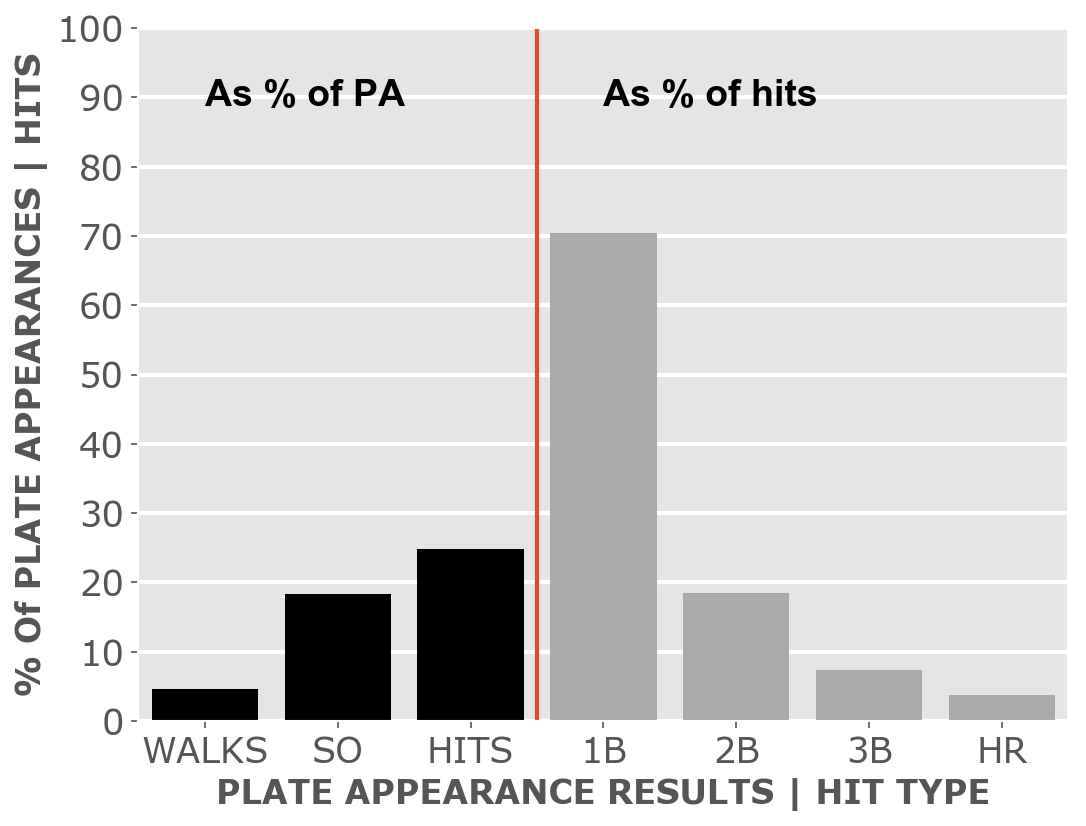 100
90
80
70
60
50
40
30
20
10
0
% Of PLATE APPEARANCES | HITS
As % of PA
As % of hits
WALKS SO HITS 1B 2B 3B HR
PLATE APPEARANCE RESULTS | HIT TYPE